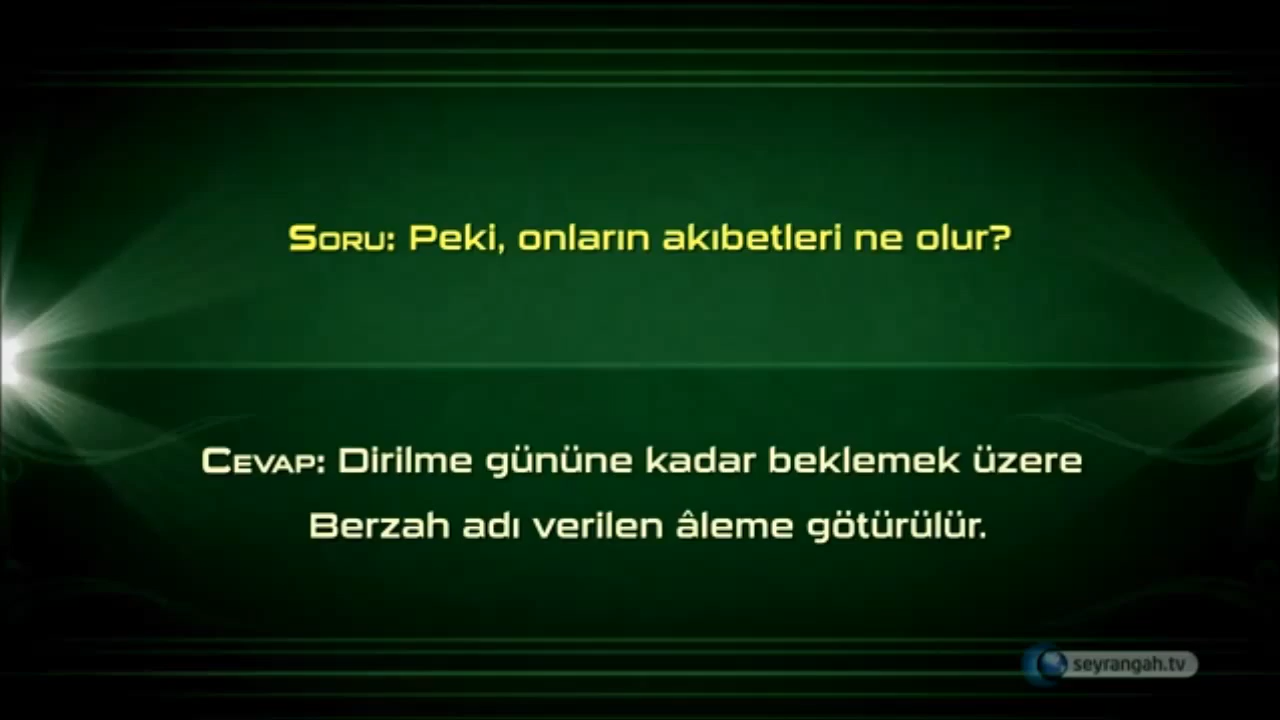 Soru: Peki, onların akıbetleri ne olur?
Cevap: Dirilme gününe kadar beklemek üzere
Berzah adı verilen âleme götürülür.
seyrangah.tv